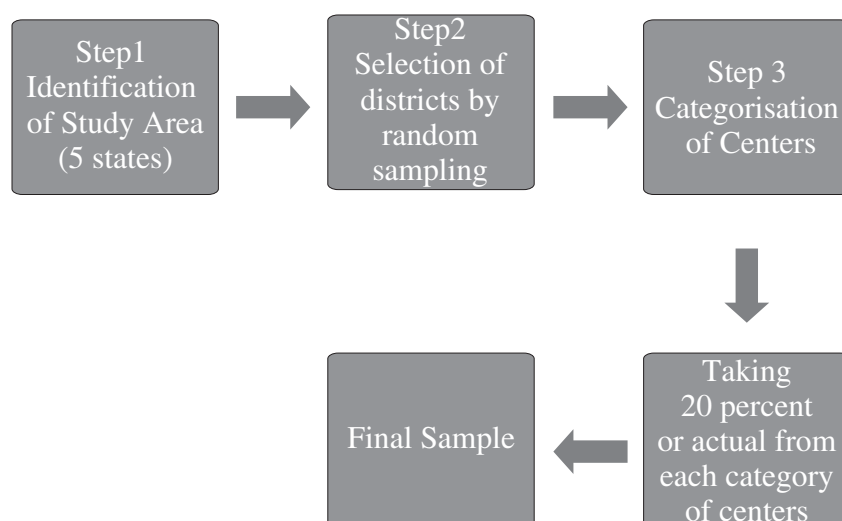 Step1
Identification
of Study Area
(5 states)
Step2
Selection of
districts by
random
sampling
Step 3
Categorisation
of Centers
Taking
20 percent
or actual from
each category
of centers
Final Sample